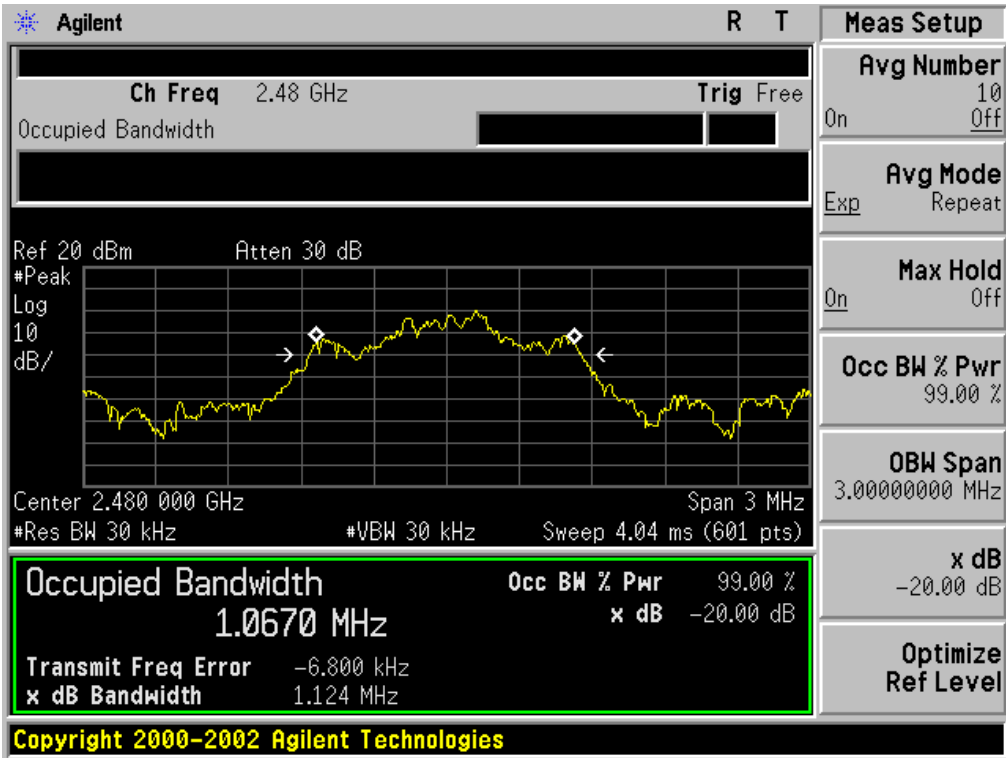 Agilent R T Meas Setup
Ch Freq 2.48 GHz Trig Free
Occupied Bandwidth
Avg Number
10
On Off
Avg Mode
Exp Repeat
Ref 20 dBm Atten 30 dB
#Peak
Log
10
dB/
Max Hold
On Off
Occ BW % Pwr
99.00 %
OBW Span
3.00000000 MHz
Center 2.480 000 GHz Span 3 MHz
#Res BW 30 kHz #VBW 30 kHz Sweep 4.04 ms (601 pts)
Occupied Bandwidth Occ BW % Pwr 99.00 %
1.0670 MHz x dB -20.00 dB
Transmit Freq Error -6.800 kHz
x dB Bandwidth 1.124 MHz
x dB
-20.00 dB
Optimize
Ref Level
Copyright 2000-2002 Agilent Technologies